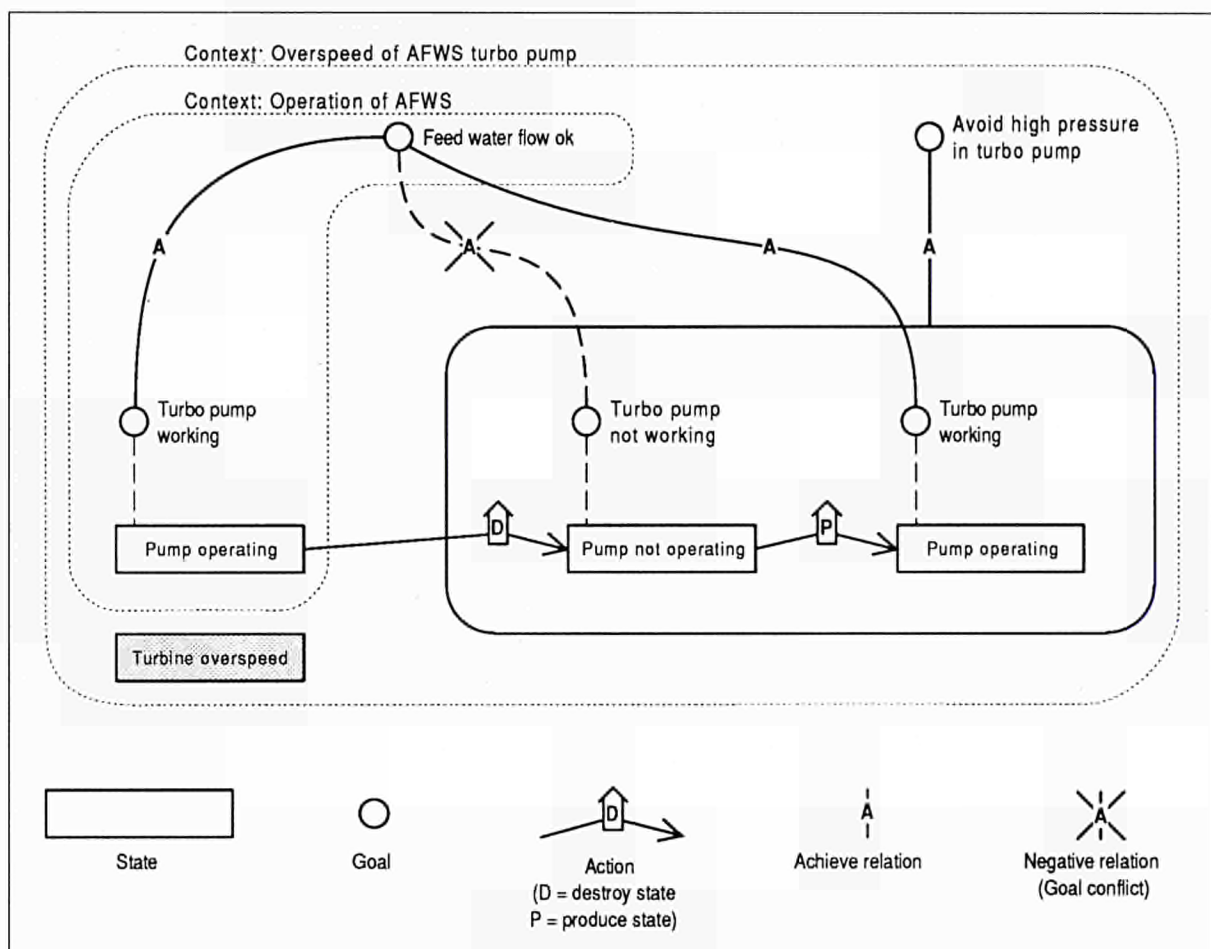 Context: Overspeed of AFWS turbo pump
Context: Operation of AFWS
Feed water flow ok
Avoid high pressure
in turbo pump
A
A
A
A
Turbo pump
working
Turbo pump
not working
Turbo pump
working
D
P
Pump operating
Pump not operating
Pump operating
Turbine overspeed
D
A
A
State
Goal
Action
(D = destroy state
P = produce state)
Achieve relation
Negative relation
(Goal conflict)